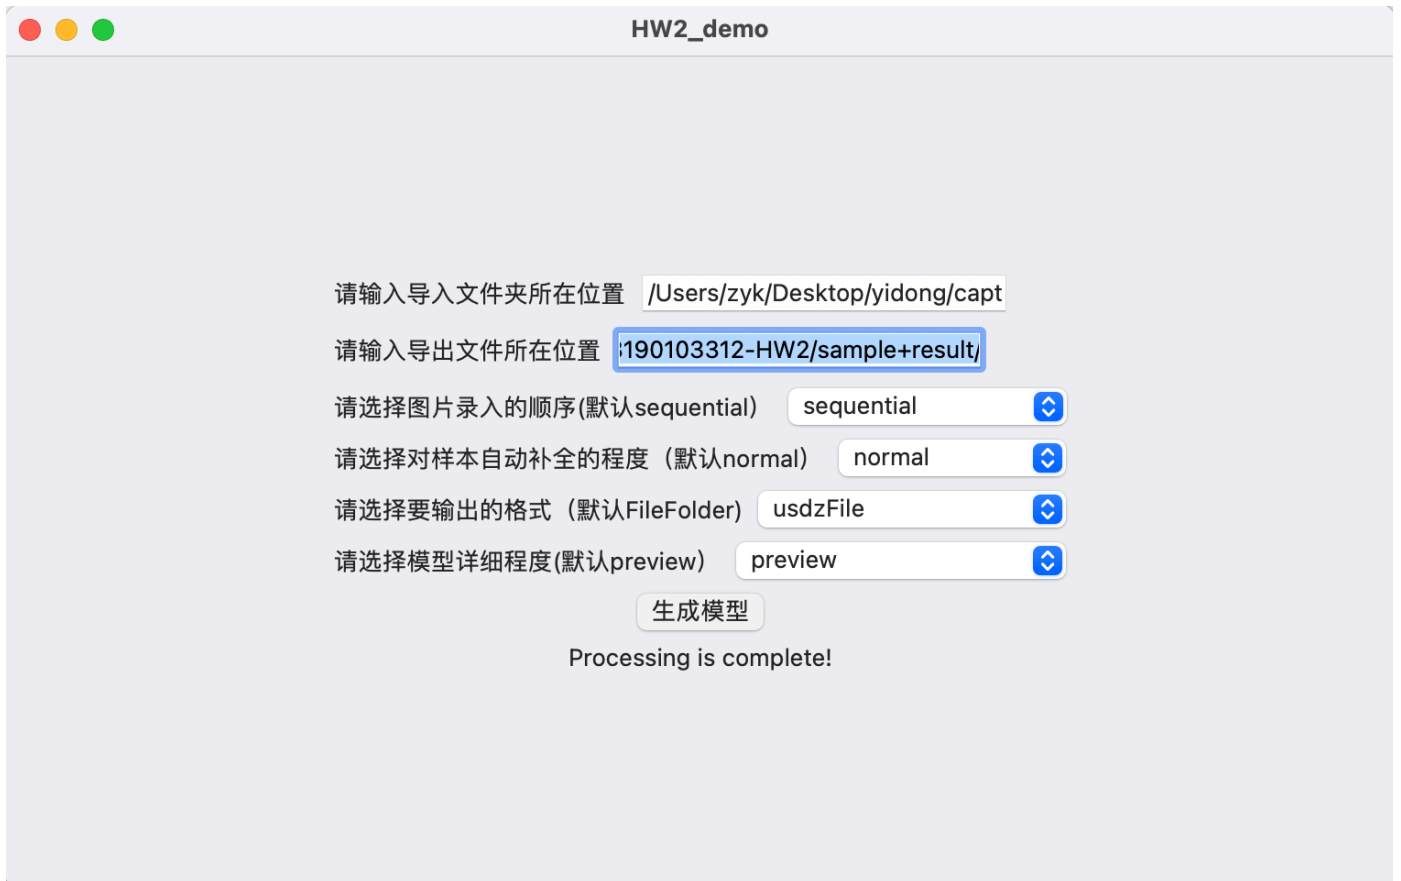 HW2_demo
请输入导入文件夹所在位置 /Users/zyk/Desktop/yidong/capt
请输入导出文件所在位置 190103312-HW2/sample+result/
请选择图片录入的顺序(默认sequential） sequential
请选择对样本自动补全的程度（默认normal） normal
请选择要输出的格式（默认FileFolder) usdzFile
请选择模型详细程度(默认preview） preview
生成模型
Processing is complete!